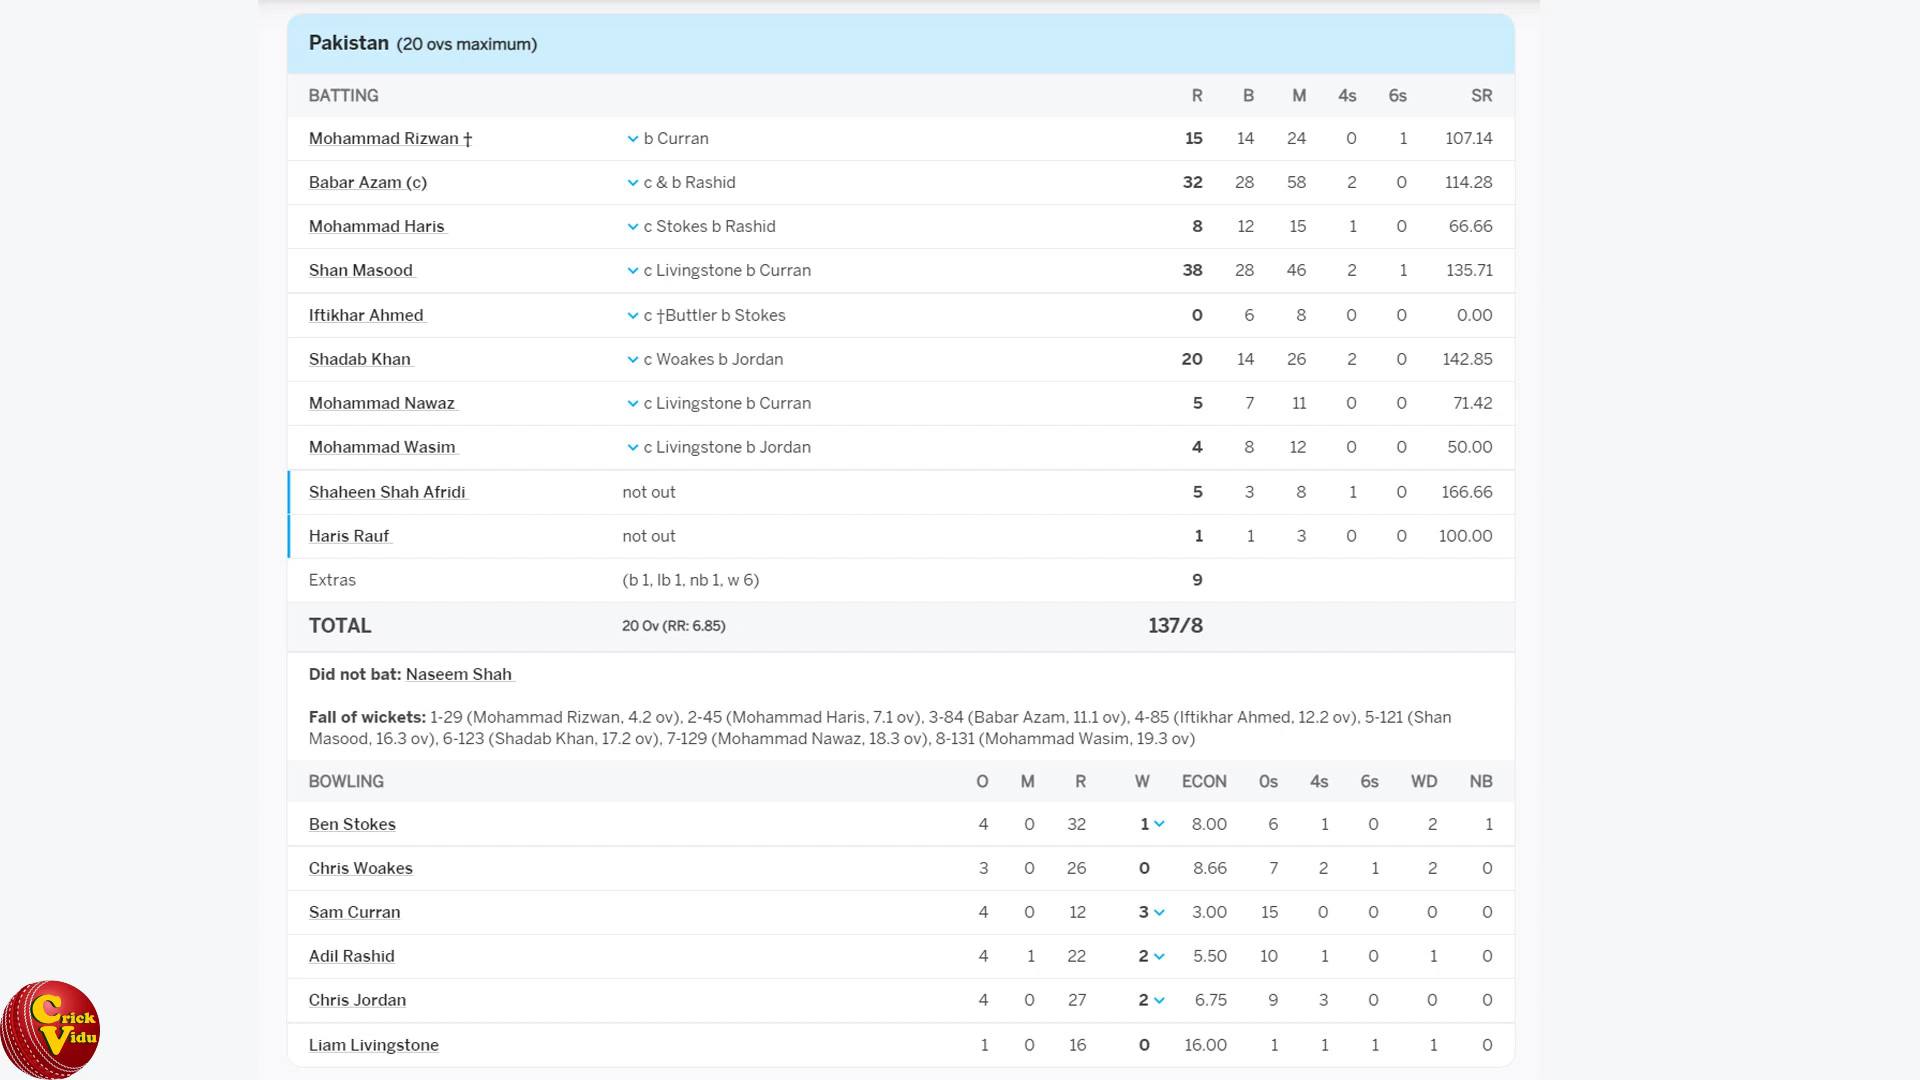 Pakistan (20 ovs maximum)
BATTING R B M 4s 6s SR
Mohammad Rizwan † b Curran 15 14 24 0 1 107.14
Babar Azam (c) c & b Rashid 32 28 58 2 0 114.28
Mohammad Haris c Stokes b Rashid 8 12 15 1 0 66.66
Shan Masood c Livingstone b Curran 38 28 46 2 1 135.71
Iftikhar Ahmed c †Buttler b Stokes 0 6 8 0 0 0.00
Shadab Khan c Woakes b Jordan 20 14 26 2 0 142.85
Mohammad Nawaz c Livingstone b Curran 5 7 11 0 0 71.42
Mohammad Wasim c Livingstone b Jordan 4 8 12 0 0 50.00
Shaheen Shah Afridi not out 5 3 8 1 0 166.66
Haris Rauf not out 1 1 3 0 0 100.00
Extras (b 1, lb 1, nb 1, w 6) 9
TOTAL 20 Ov (RR: 6.85) 137/8
Did not bat: Naseem Shah
Fall of wickets: 1-29 (Mohammad Rizwan, 4.2 ov), 2-45 (Mohammad Haris, 7.1 ov), 3-84 (Babar Azam, 11.1 ov), 4-85 (Iftikhar Ahmed, 12.2 ov), 5-121 (Shan
Masood, 16.3 ov), 6-123 (Shadab Khan, 17.2 ov), 7-129 (Mohammad Nawaz, 18.3 ov), 8-131 (Mohammad Wasim, 19.3 ov)
BOWLING O M R W ECON 0s 4s 6s WD NB
Ben Stokes 4 0 32 1 8.00 6 1 0 2 1
Chris Woakes 3 0 26 0 8.66 7 2 1 2 0
Sam Curran 4 0 12 3 3.00 15 0 0 0 0
Adil Rashid 4 1 22 2 5.50 10 1 0 1 0
Chris Jordan 4 0 27 2 6.75 9 3 0 0 0
Liam Livingstone 1 0 16 0 16.00 1 1 1 1 0
Crick
Vidu